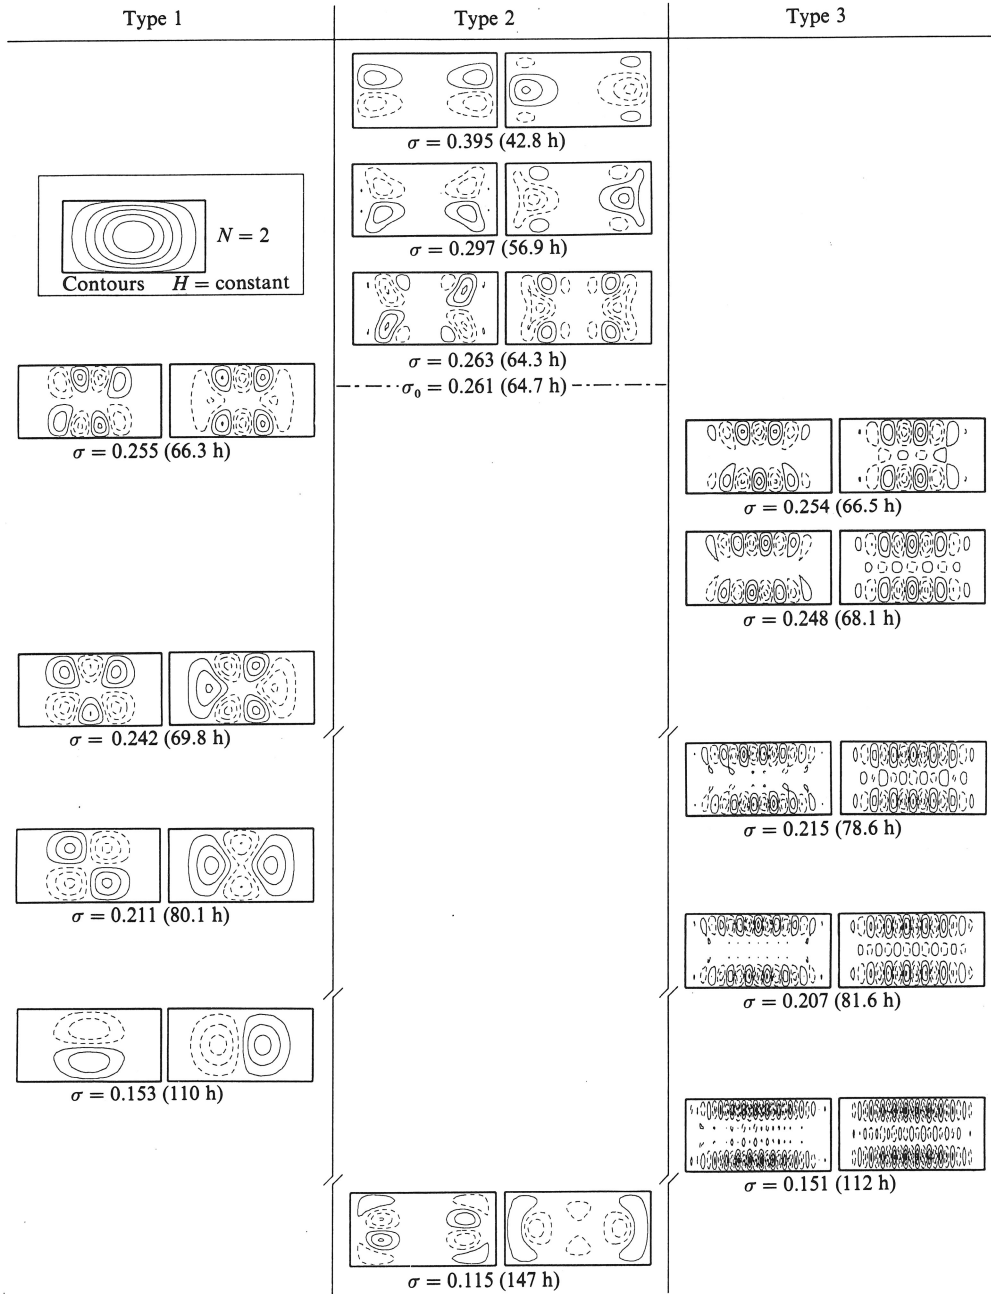 Type 1
Type 2
Type 3
σ = 0.395 (42.8 h)
σ = 0.297 (56.9 h)
N = 2
Contours H = constant
σ = 0.263 (64.3 h)
σ₀ = 0.261 (64.7 h)
σ = 0.255 (66.3 h)
σ = 0.254 (66.5 h)
σ = 0.248 (68.1 h)
σ = 0.242 (69.8 h)
σ = 0.215 (78.6 h)
σ = 0.211 (80.1 h)
σ = 0.207 (81.6 h)
σ = 0.153 (110 h)
σ = 0.151 (112 h)
σ = 0.115 (147 h)